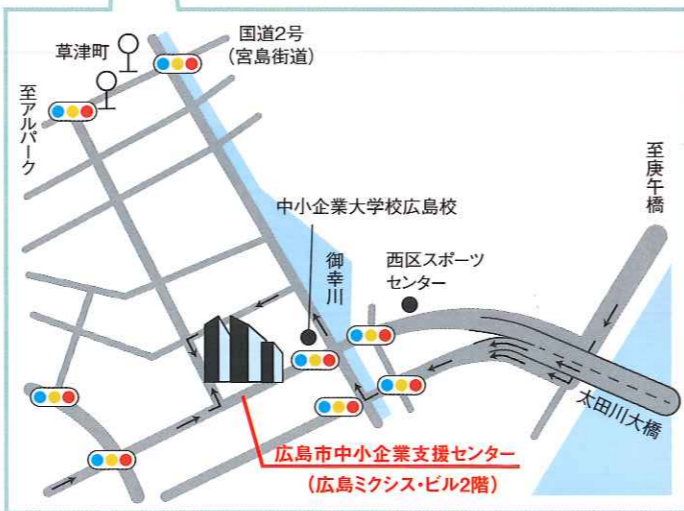 国道2号
(宮島街道)
草津町
至アルパーク
中小企業大学校広島校
御幸川
西区スポーツ
センター
至庚午橋
太田川大橋
広島市中小企業支援センター
(広島ミクシス・ビル2階)